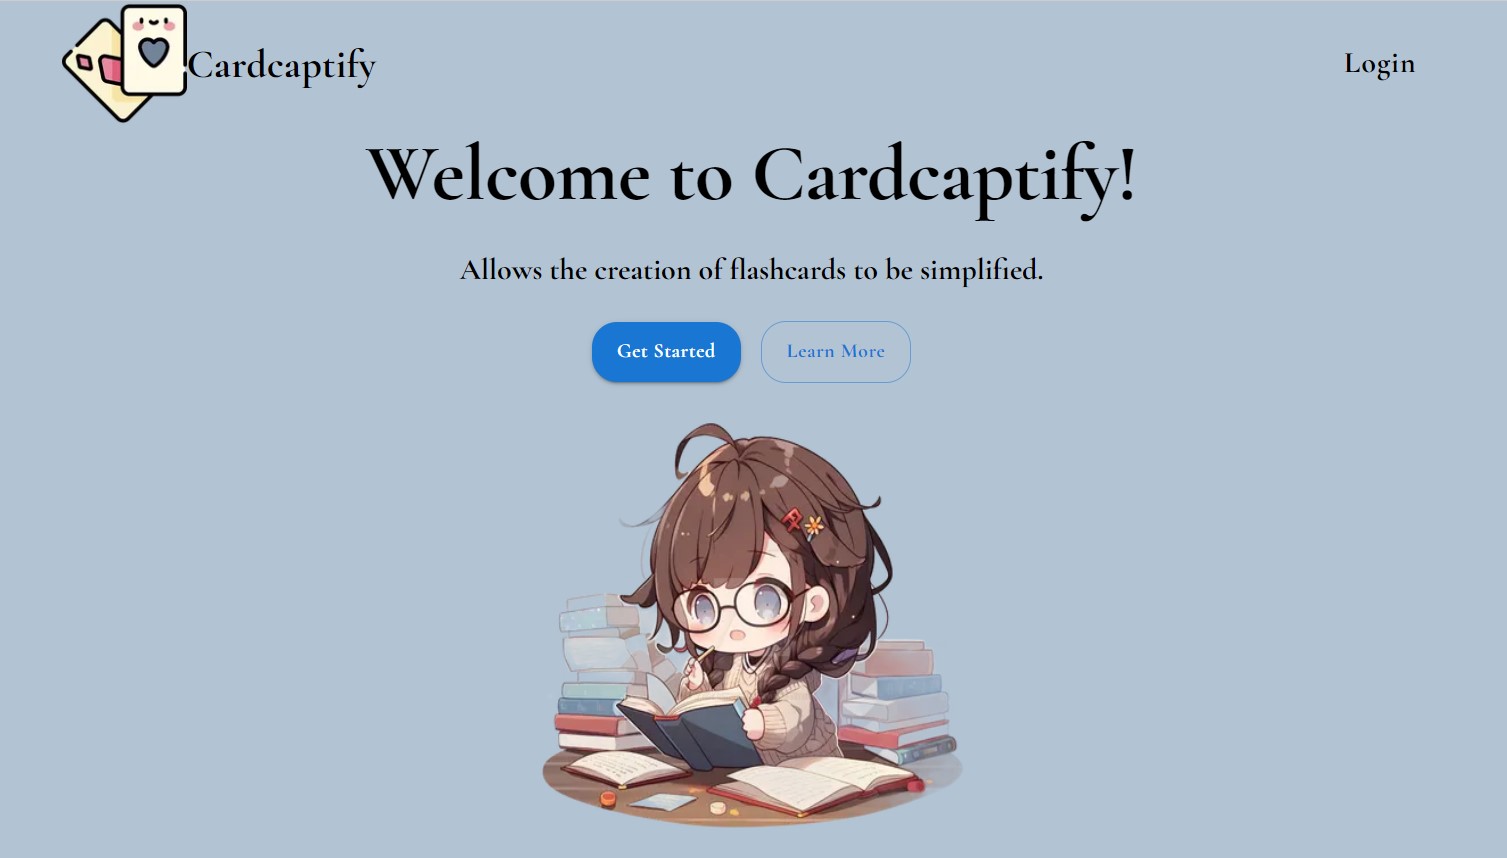 Cardcaptify
Login
Welcome to Cardcaptify!
Allows the creation of flashcards to be simplified.
Get Started
Learn More